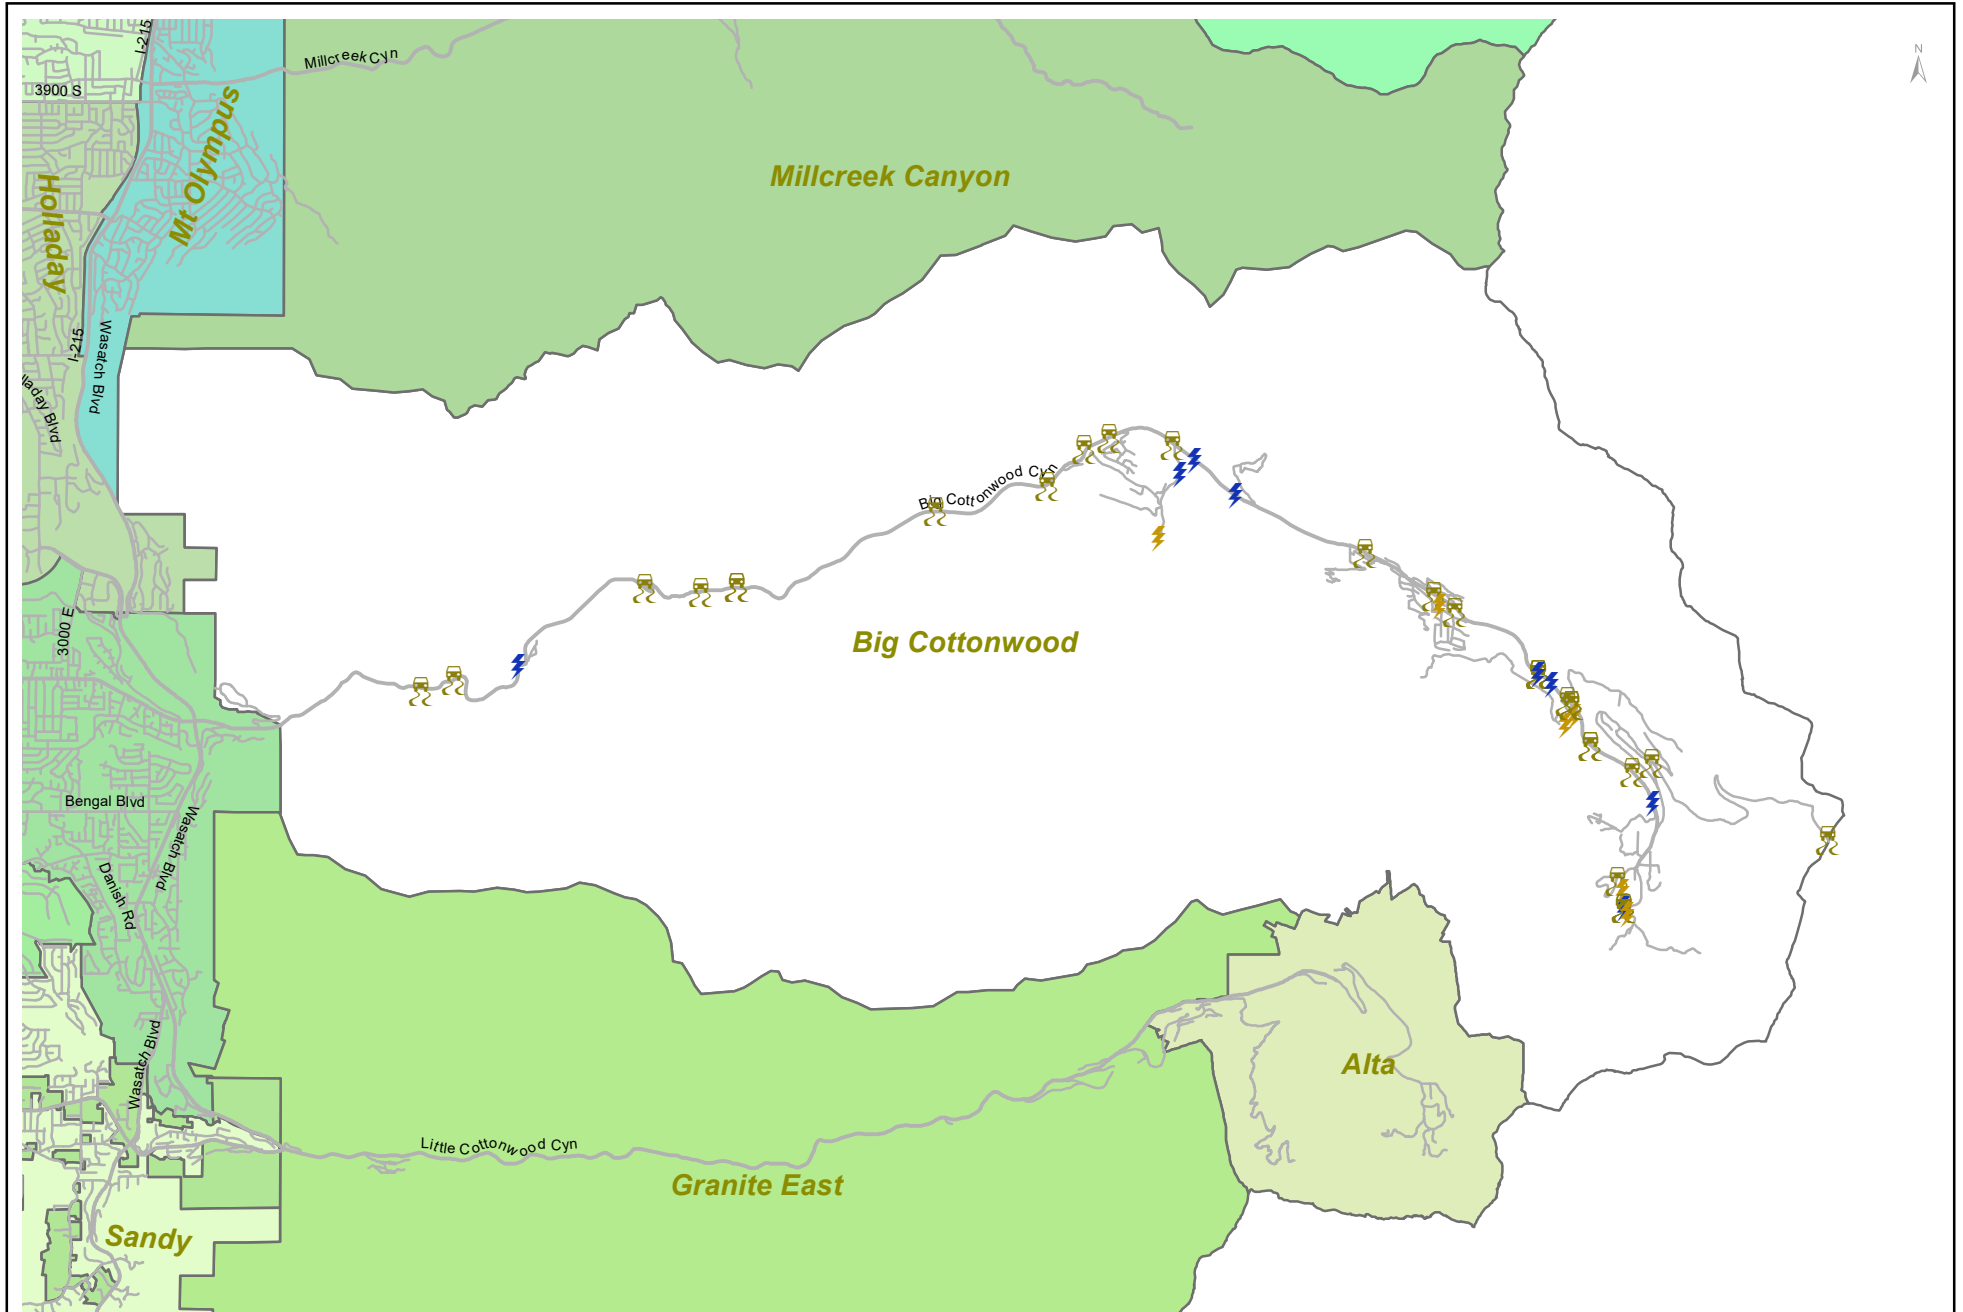 N
I-215
Millcreek Cyn
3900 S
Mt Olympus
Millcreek Canyon
Holladay
I-215
Wasatch Blvd
laday Blvd
Big Cottonwood Cyn
3000 E
Big Cottonwood
Bengal Blvd
Wasatch Blvd
Danish Rd
Wasatch Blvd
Alta
Little Cottonwood Cyn
Granite East
Sandy